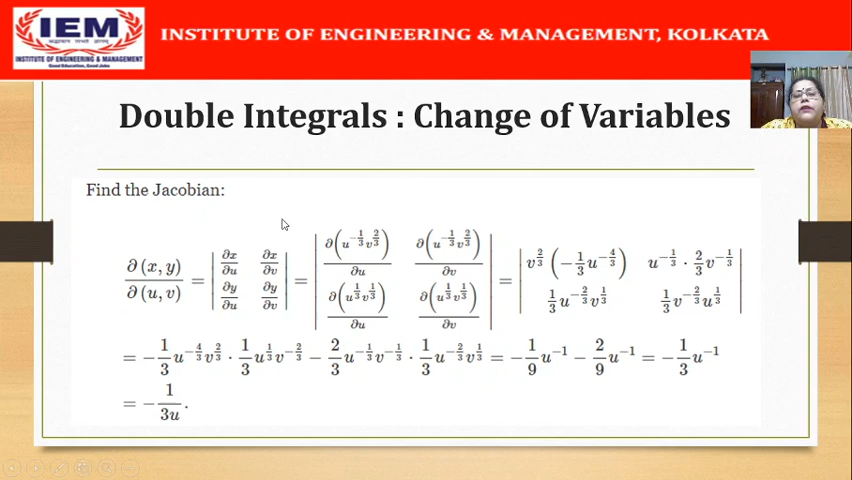 IEM
INSTITUTE OF ENGINEERING & MANAGEMENT
Good Education, Good Jobs
INSTITUTE OF ENGINEERING & MANAGEMENT, KOLKATA
Double Integrals : Change of Variables
Find the Jacobian:
∂(x,y)/∂(u,v) = |∂x/∂u ∂x/∂v; ∂y/∂u ∂y/∂v| = |∂(u^(-1/3)v^(2/3))/∂u ∂(u^(-1/3)v^(2/3))/∂v; ∂(u^(1/3)v^(1/3))/∂u ∂(u^(1/3)v^(1/3))/∂v| = |v^(2/3)(-1/3 u^(-4/3)) u^(-1/3) · 2/3 v^(-1/3); 1/3 u^(-2/3)v^(1/3) 1/3 v^(-2/3)u^(1/3)|
= -1/3 u^(-4/3)v^(2/3) · 1/3 u^(1/3)v^(-2/3) - 2/3 u^(-1/3)v^(-1/3) · 1/3 u^(-2/3)v^(1/3) = -1/9 u^(-1) - 2/9 u^(-1) = -1/3 u^(-1)
= -1/(3u).